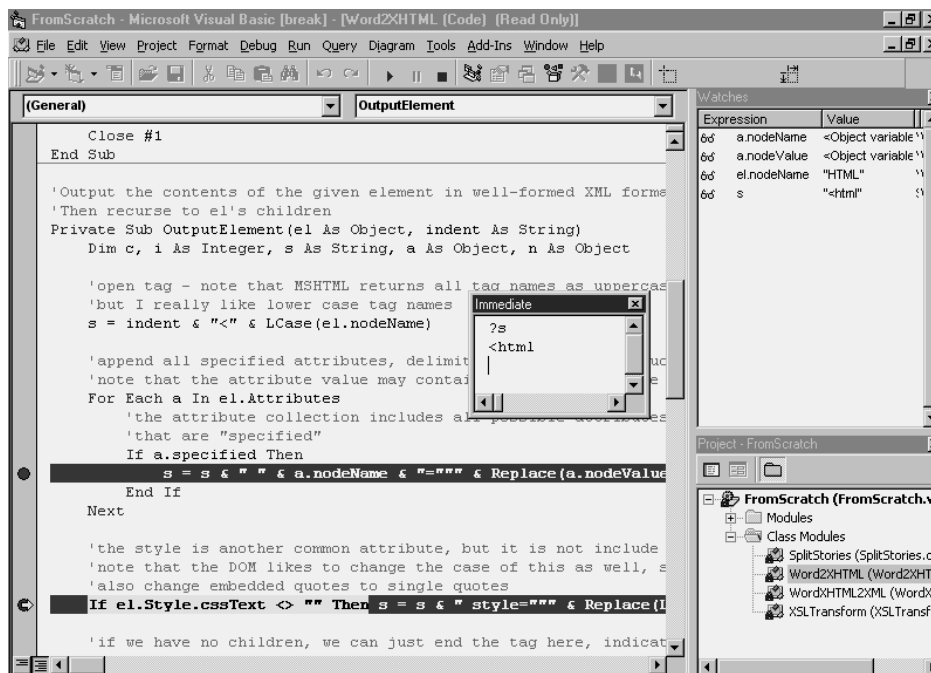 FromScratch - Microsoft Visual Basic [break] - [Word2XHTML (Code) (Read Only)]
File Edit View Project Format Debug Run Query Diagram Tools Add-Ins Window Help
(General) OutputElement
Close #1
End Sub
'Output the contents of the given element in well-formed XML forma
'Then recurse to el's children
Private Sub OutputElement(el As Object, indent As String)
Dim c, i As Integer, s As String, a As Object, n As Object
'open tag - note that MSHTML returns all tag names as uppercas
'but I really like lower case tag names
s = indent & "<" & LCase(el.nodeName)
'append all specified attributes, delimit
'note that the attribute value may contai
For Each a In el.Attributes
'the attribute collection includes all possible attributes
'that are "specified"
If a.specified Then
s = s & " " & a.nodeName & "=""" & Replace(a.nodeValue
End If
Next
'the style is another common attribute, but it is not include
'note that the DOM likes to change the case of this as well, s
'also change embedded quotes to single quotes
If el.Style.cssText <> "" Then s = s & " style=""" & Replace(L
'if we have no children, we can just end the tag here, indicat
Immediate
?s
<html
Watches
Expression Value
a.nodeName <Object variable
a.nodeValue <Object variable
el.nodeName "HTML"
s "<html"
Project - FromScratch
FromScratch (FromScratch.v
Modules
Class Modules
SplitStories (SplitStories.c
Word2XHTML (Word2XHT
WordXHTML2XML (WordX
XSLTransform (XSLTransf